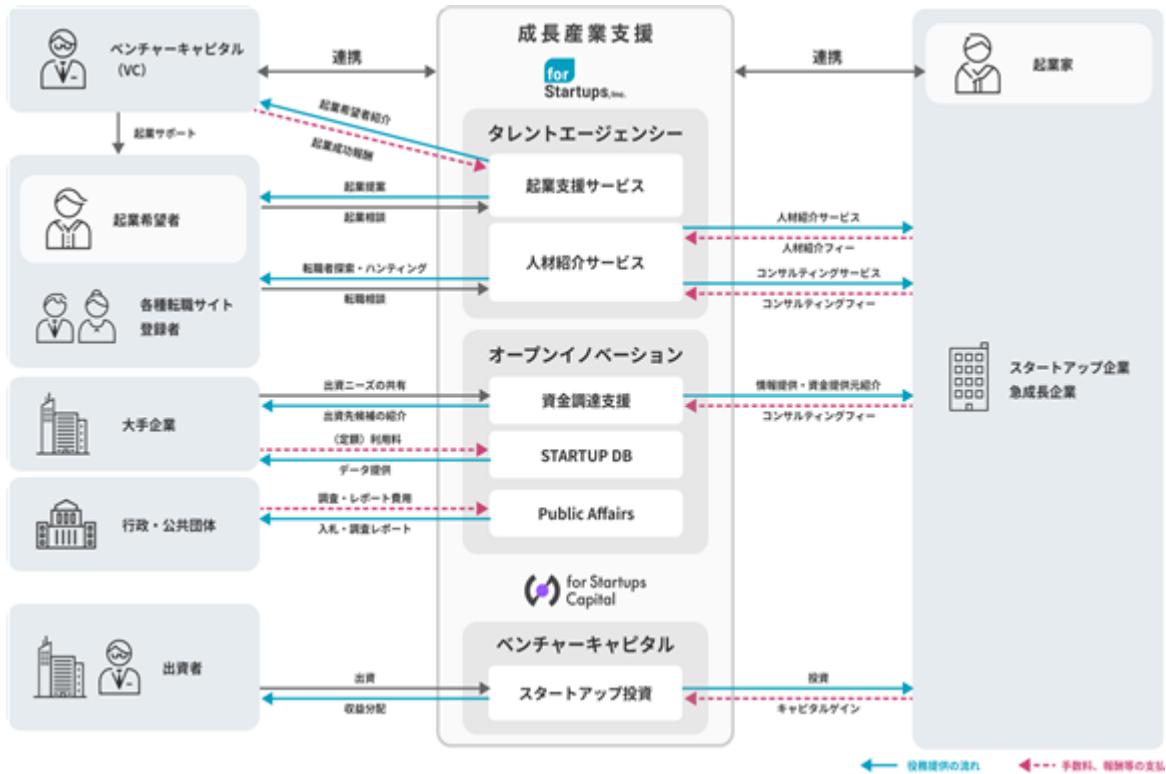 成長産業支援
for
Startups, Inc.
ベンチャーキャピタル
（VC）
連携
連携
起業家
起業希望者紹介
起業成功報酬
起業サポート
タレントエージェンシー
起業支援サービス
起業提案
起業相談
起業希望者
人材紹介サービス
人材紹介サービス
人材紹介フィー
転職者探索・ハンティング
転職相談
コンサルティングサービス
コンサルティングフィー
各種転職サイト
登録者
オープンイノベーション
大手企業
出資ニーズの共有
出資先候補の紹介
資金調達支援
情報提供・資金提供元紹介
コンサルティングフィー
スタートアップ企業
急成長企業
（定額）利用料
データ提供
STARTUP DB
行政・公共団体
調査・レポート費用
入札・調査レポート
Public Affairs
for Startups
Capital
ベンチャーキャピタル
出資者
出資
収益分配
スタートアップ投資
投資
キャピタルゲイン
役務提供の流れ
手数料、報酬等の支払